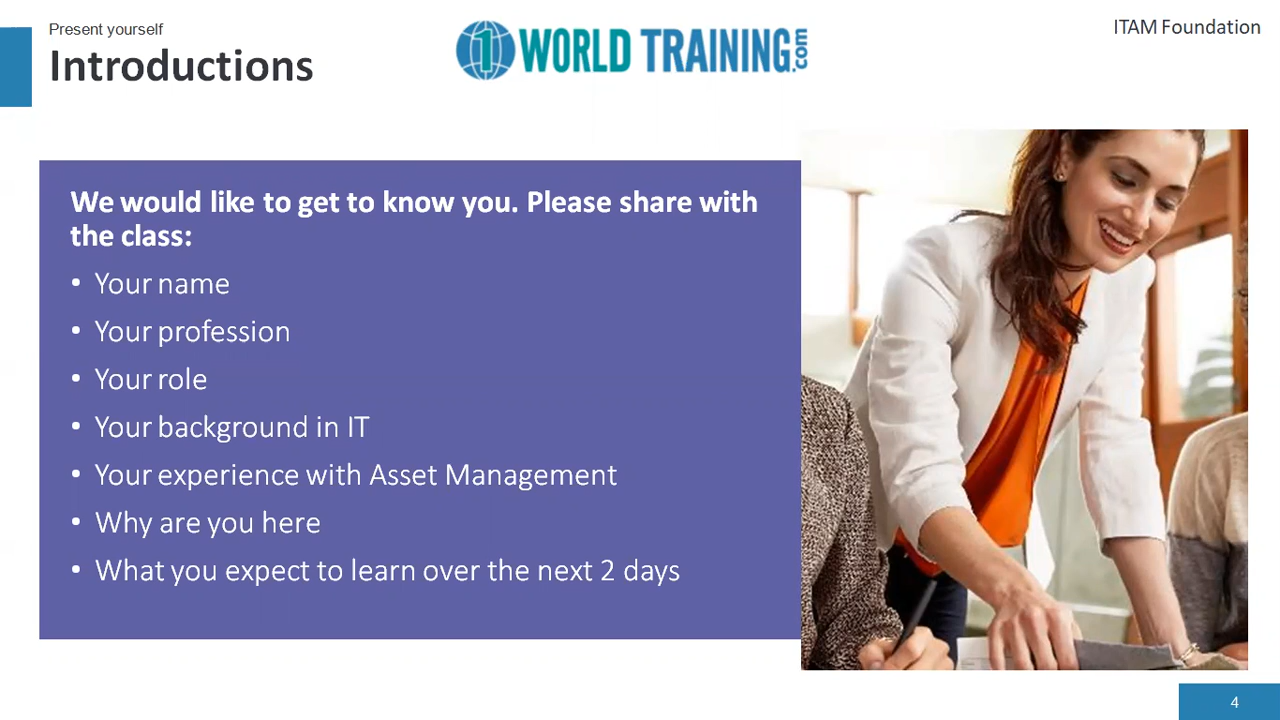 Present yourself
Introductions
1WORLD TRAINING.com
ITAM Foundation
We would like to get to know you. Please share with
the class:
• Your name
• Your profession
• Your role
• Your background in IT
• Your experience with Asset Management
• Why are you here
• What you expect to learn over the next 2 days
4